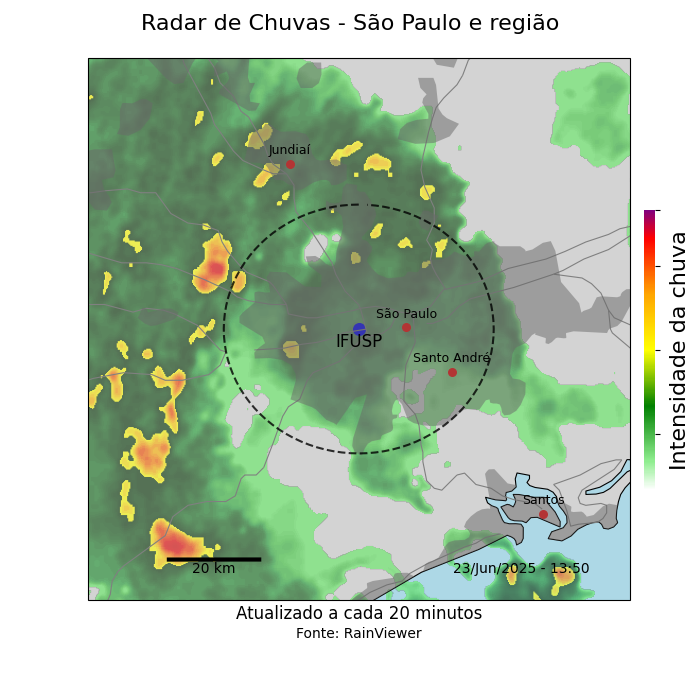 Radar de Chuvas - São Paulo e região
Jundiaí
São Paulo
IFUSP
Santo André
Santos
20 km
23/Jun/2025 - 13:50
Intensidade da chuva
Atualizado a cada 20 minutos
Fonte: RainViewer